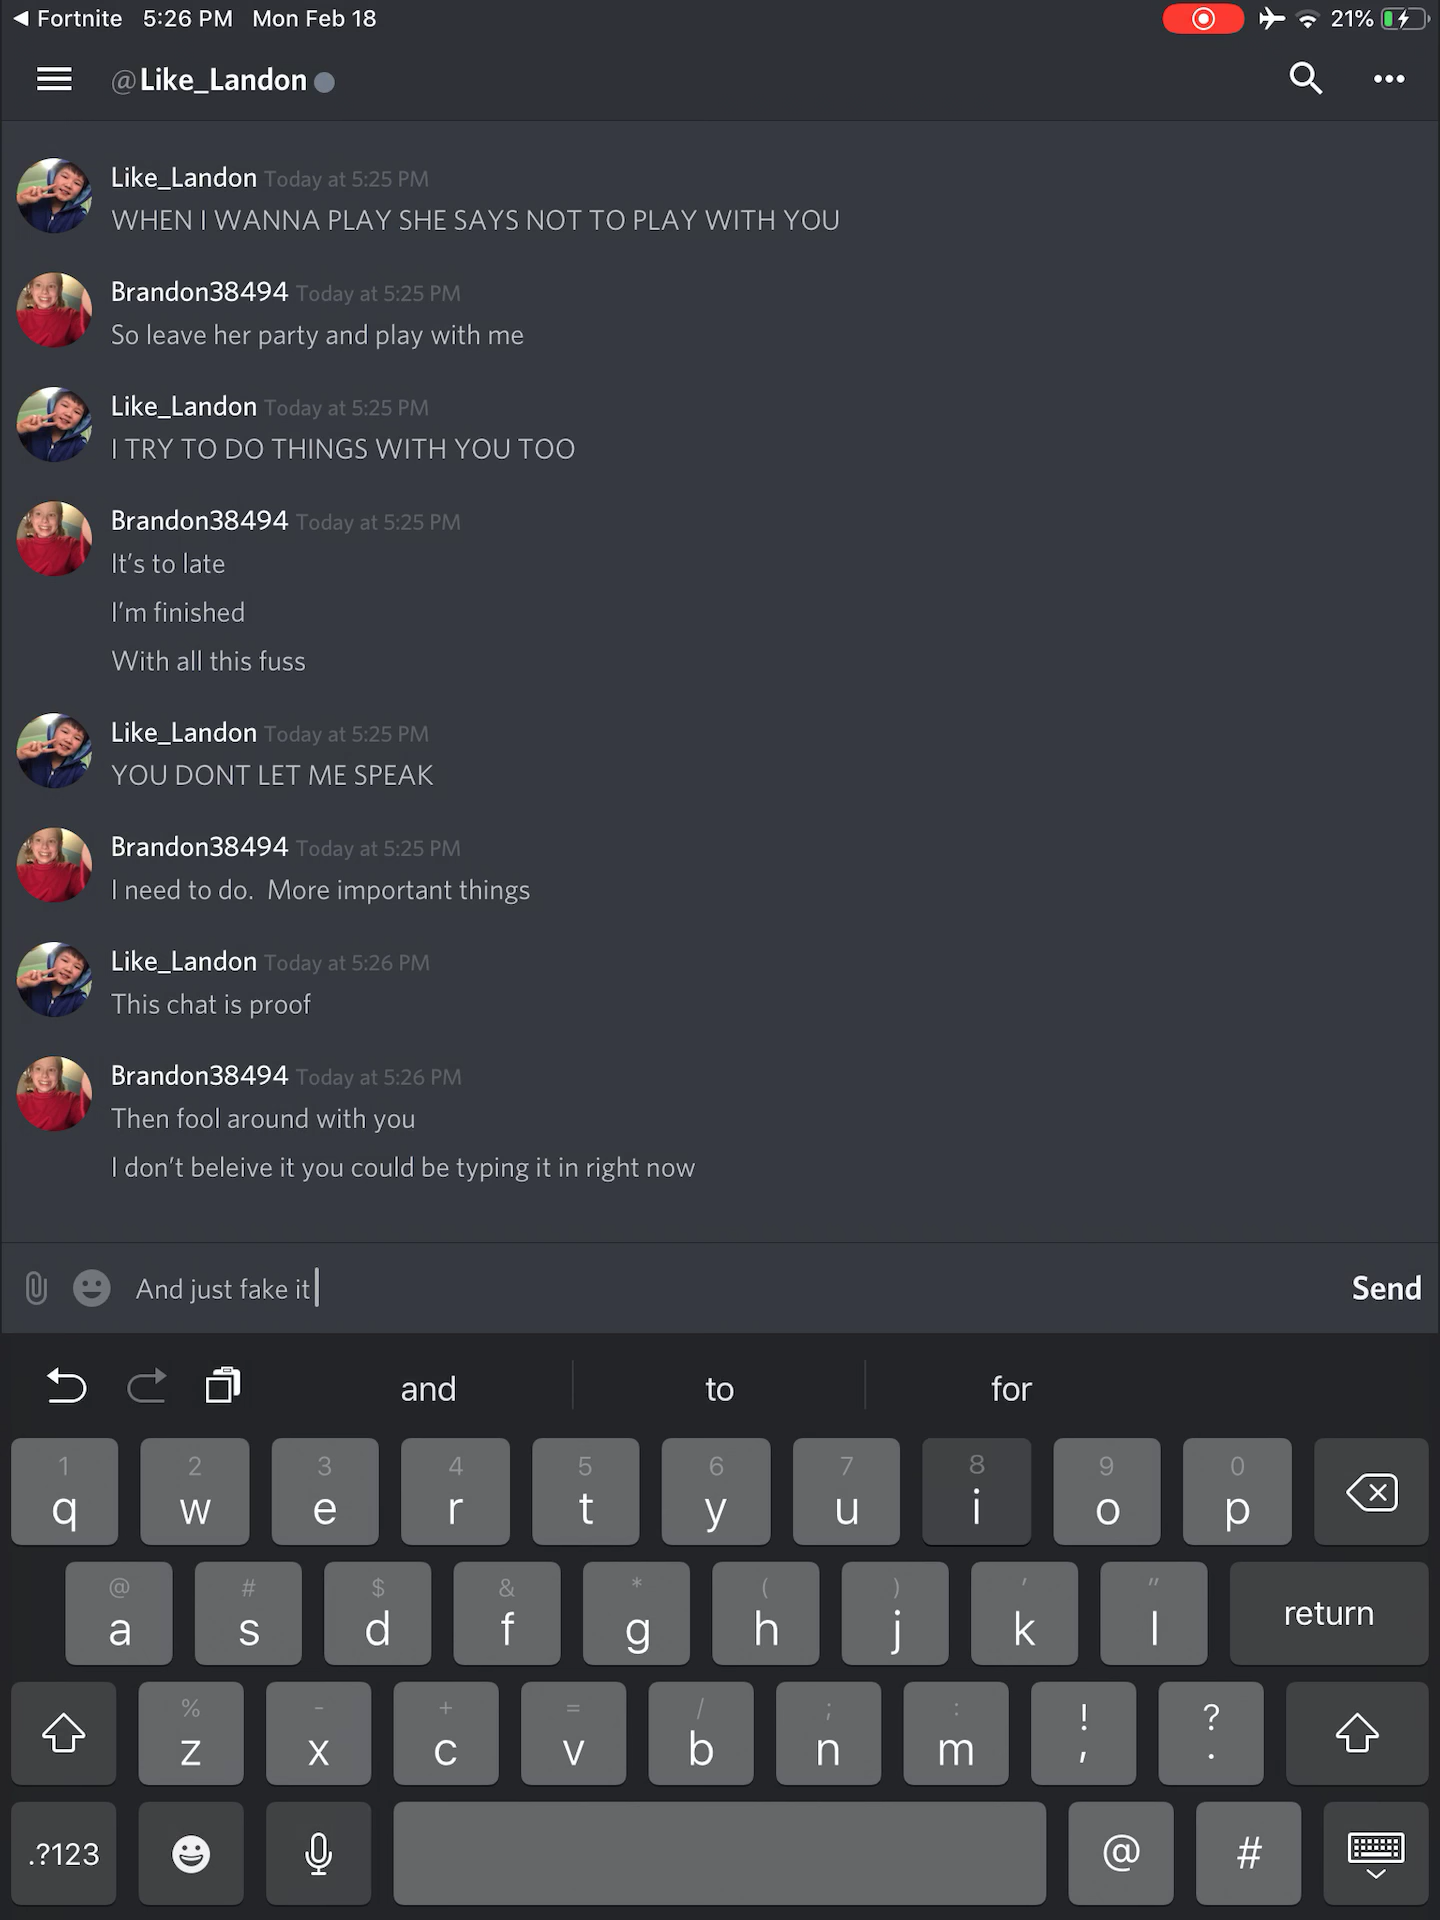 Fortnite 5:26 PM Mon Feb 18 21%
@Like_Landon
Like_Landon Today at 5:25 PM
WHEN I WANNA PLAY SHE SAYS NOT TO PLAY WITH YOU
Brandon38494 Today at 5:25 PM
So leave her party and play with me
Like_Landon Today at 5:25 PM
I TRY TO DO THINGS WITH YOU TOO
Brandon38494 Today at 5:25 PM
It's to late
I'm finished
With all this fuss
Like_Landon Today at 5:25 PM
YOU DONT LET ME SPEAK
Brandon38494 Today at 5:25 PM
I need to do.  More important things
Like_Landon Today at 5:26 PM
This chat is proof
Brandon38494 Today at 5:26 PM
Then fool around with you
I don't beleive it you could be typing it in right now
And just fake it Send
and to for
1 2 3 4 5 6 7 8 9 0
q w e r t y u i o p
@ # $ & * ( ) ' "
a s d f g h j k l return
% - + = / ; : ! ?
z x c v b n m , .
.?123 @ #